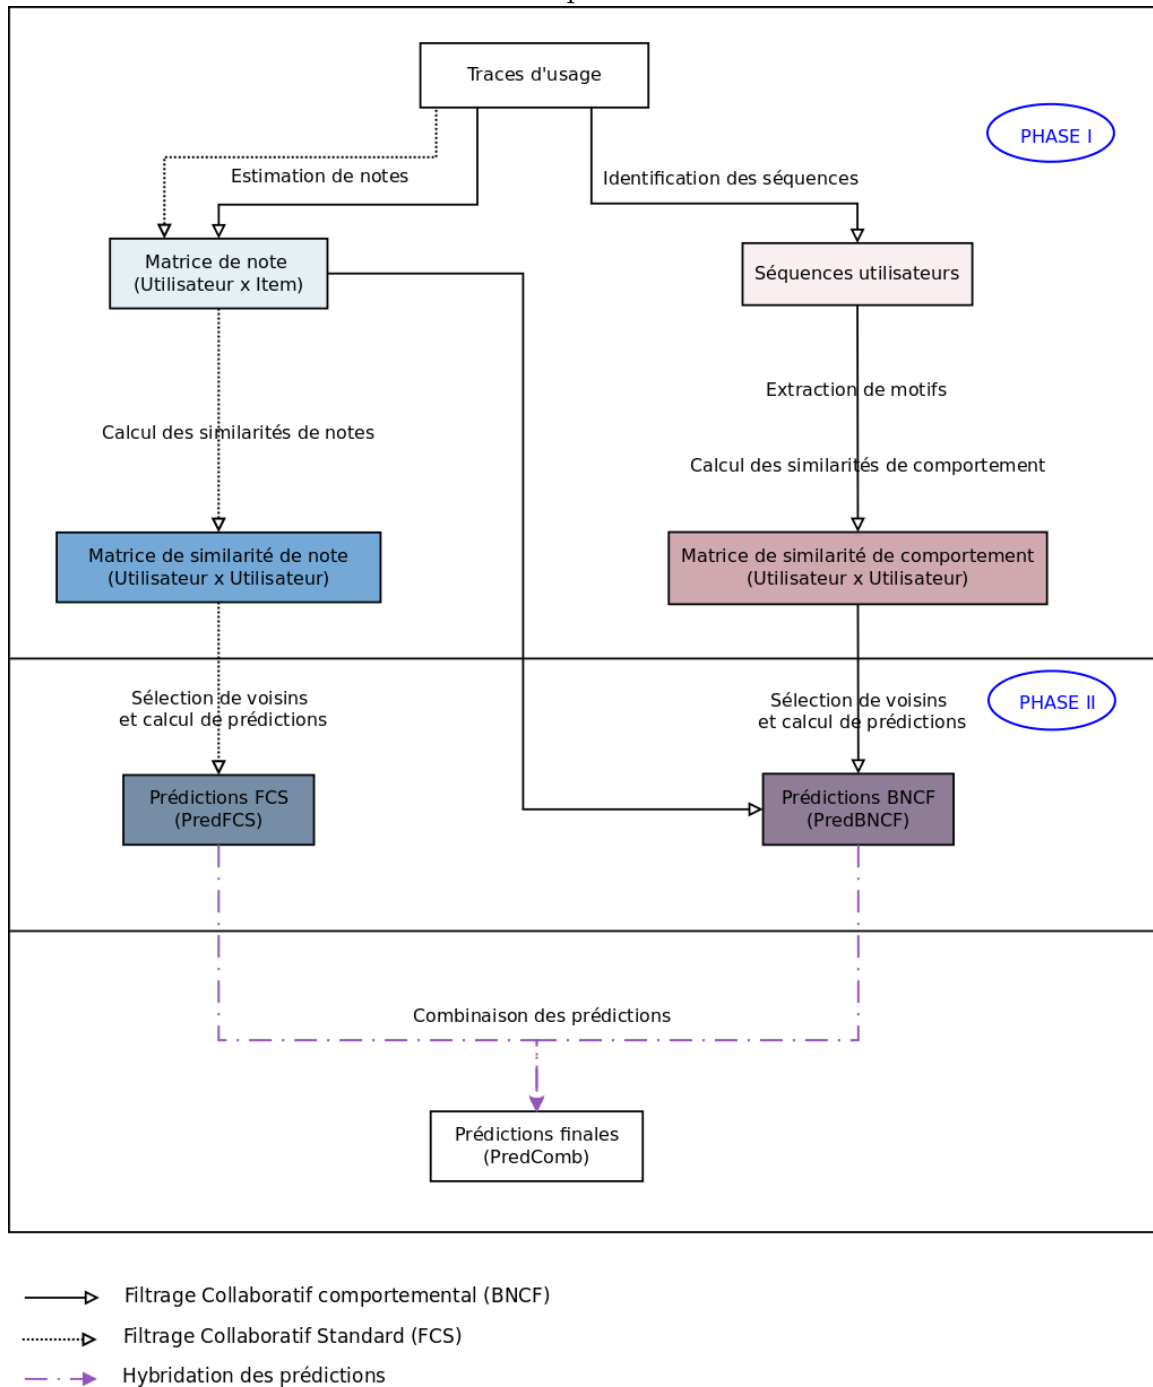 Traces d'usage
PHASE I
Estimation de notes
Identification des séquences
Matrice de note
(Utilisateur x Item)
Séquences utilisateurs
Extraction de motifs
Calcul des similarités de notes
Calcul des similarités de comportement
Matrice de similarité de note
(Utilisateur x Utilisateur)
Matrice de similarité de comportement
(Utilisateur x Utilisateur)
PHASE II
Sélection de voisins
et calcul de prédictions
Sélection de voisins
et calcul de prédictions
Prédictions FCS
(PredFCS)
Prédictions BNCF
(PredBNCF)
Combinaison des prédictions
Prédictions finales
(PredComb)
Filtrage Collaboratif comportemental (BNCF)
Filtrage Collaboratif Standard (FCS)
Hybridation des prédictions